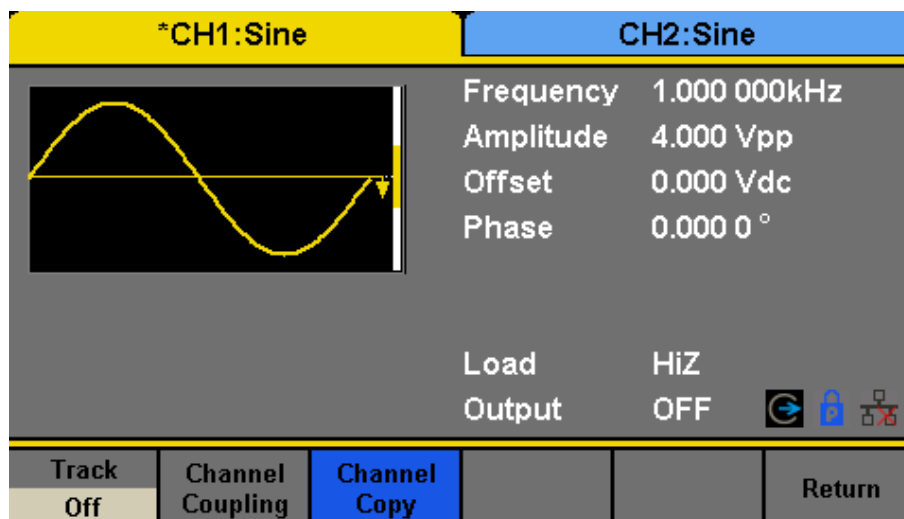 *CH1:Sine
CH2:Sine
Frequency 1.000 000kHz
Amplitude 4.000 Vpp
Offset 0.000 Vdc
Phase 0.000 0 °
Load HiZ
Output OFF
P
Track
Off
Channel
Coupling
Channel
Copy
Return